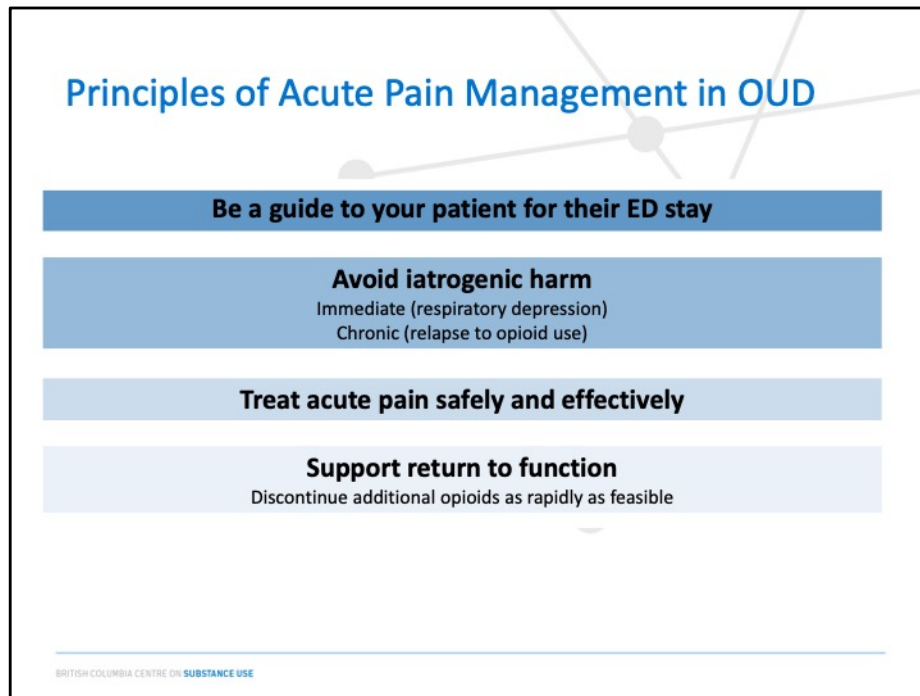 Principles of Acute Pain Management in OUD
Be a guide to your patient for their ED stay
Avoid iatrogenic harm
Immediate (respiratory depression)
Chronic (relapse to opioid use)
Treat acute pain safely and effectively
Support return to function
Discontinue additional opioids as rapidly as feasible
BRITISH COLUMBIA CENTRE ON SUBSTANCE USE